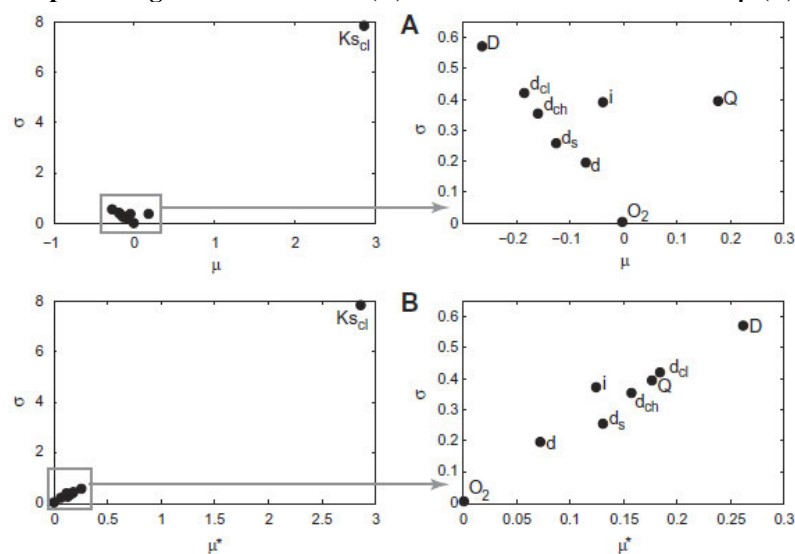 A
8
6
4
2
0
σ
Ks_cl
−1 0 1 2 3
μ
0.6
0.5
0.4
0.3
0.2
0.1
0
σ
D
d_cl
d_ch
i
Q
d_s
d
O_2
−0.2 −0.1 0 0.1 0.2 0.3
μ
B
8
6
4
2
0
σ
Ks_cl
0 0.5 1 1.5 2 2.5 3
μ*
0.6
0.5
0.4
0.3
0.2
0.1
0
σ
D
d_cl
Q
i
d_ch
d_s
d
O_2
0 0.05 0.1 0.15 0.2 0.25 0.3
μ*